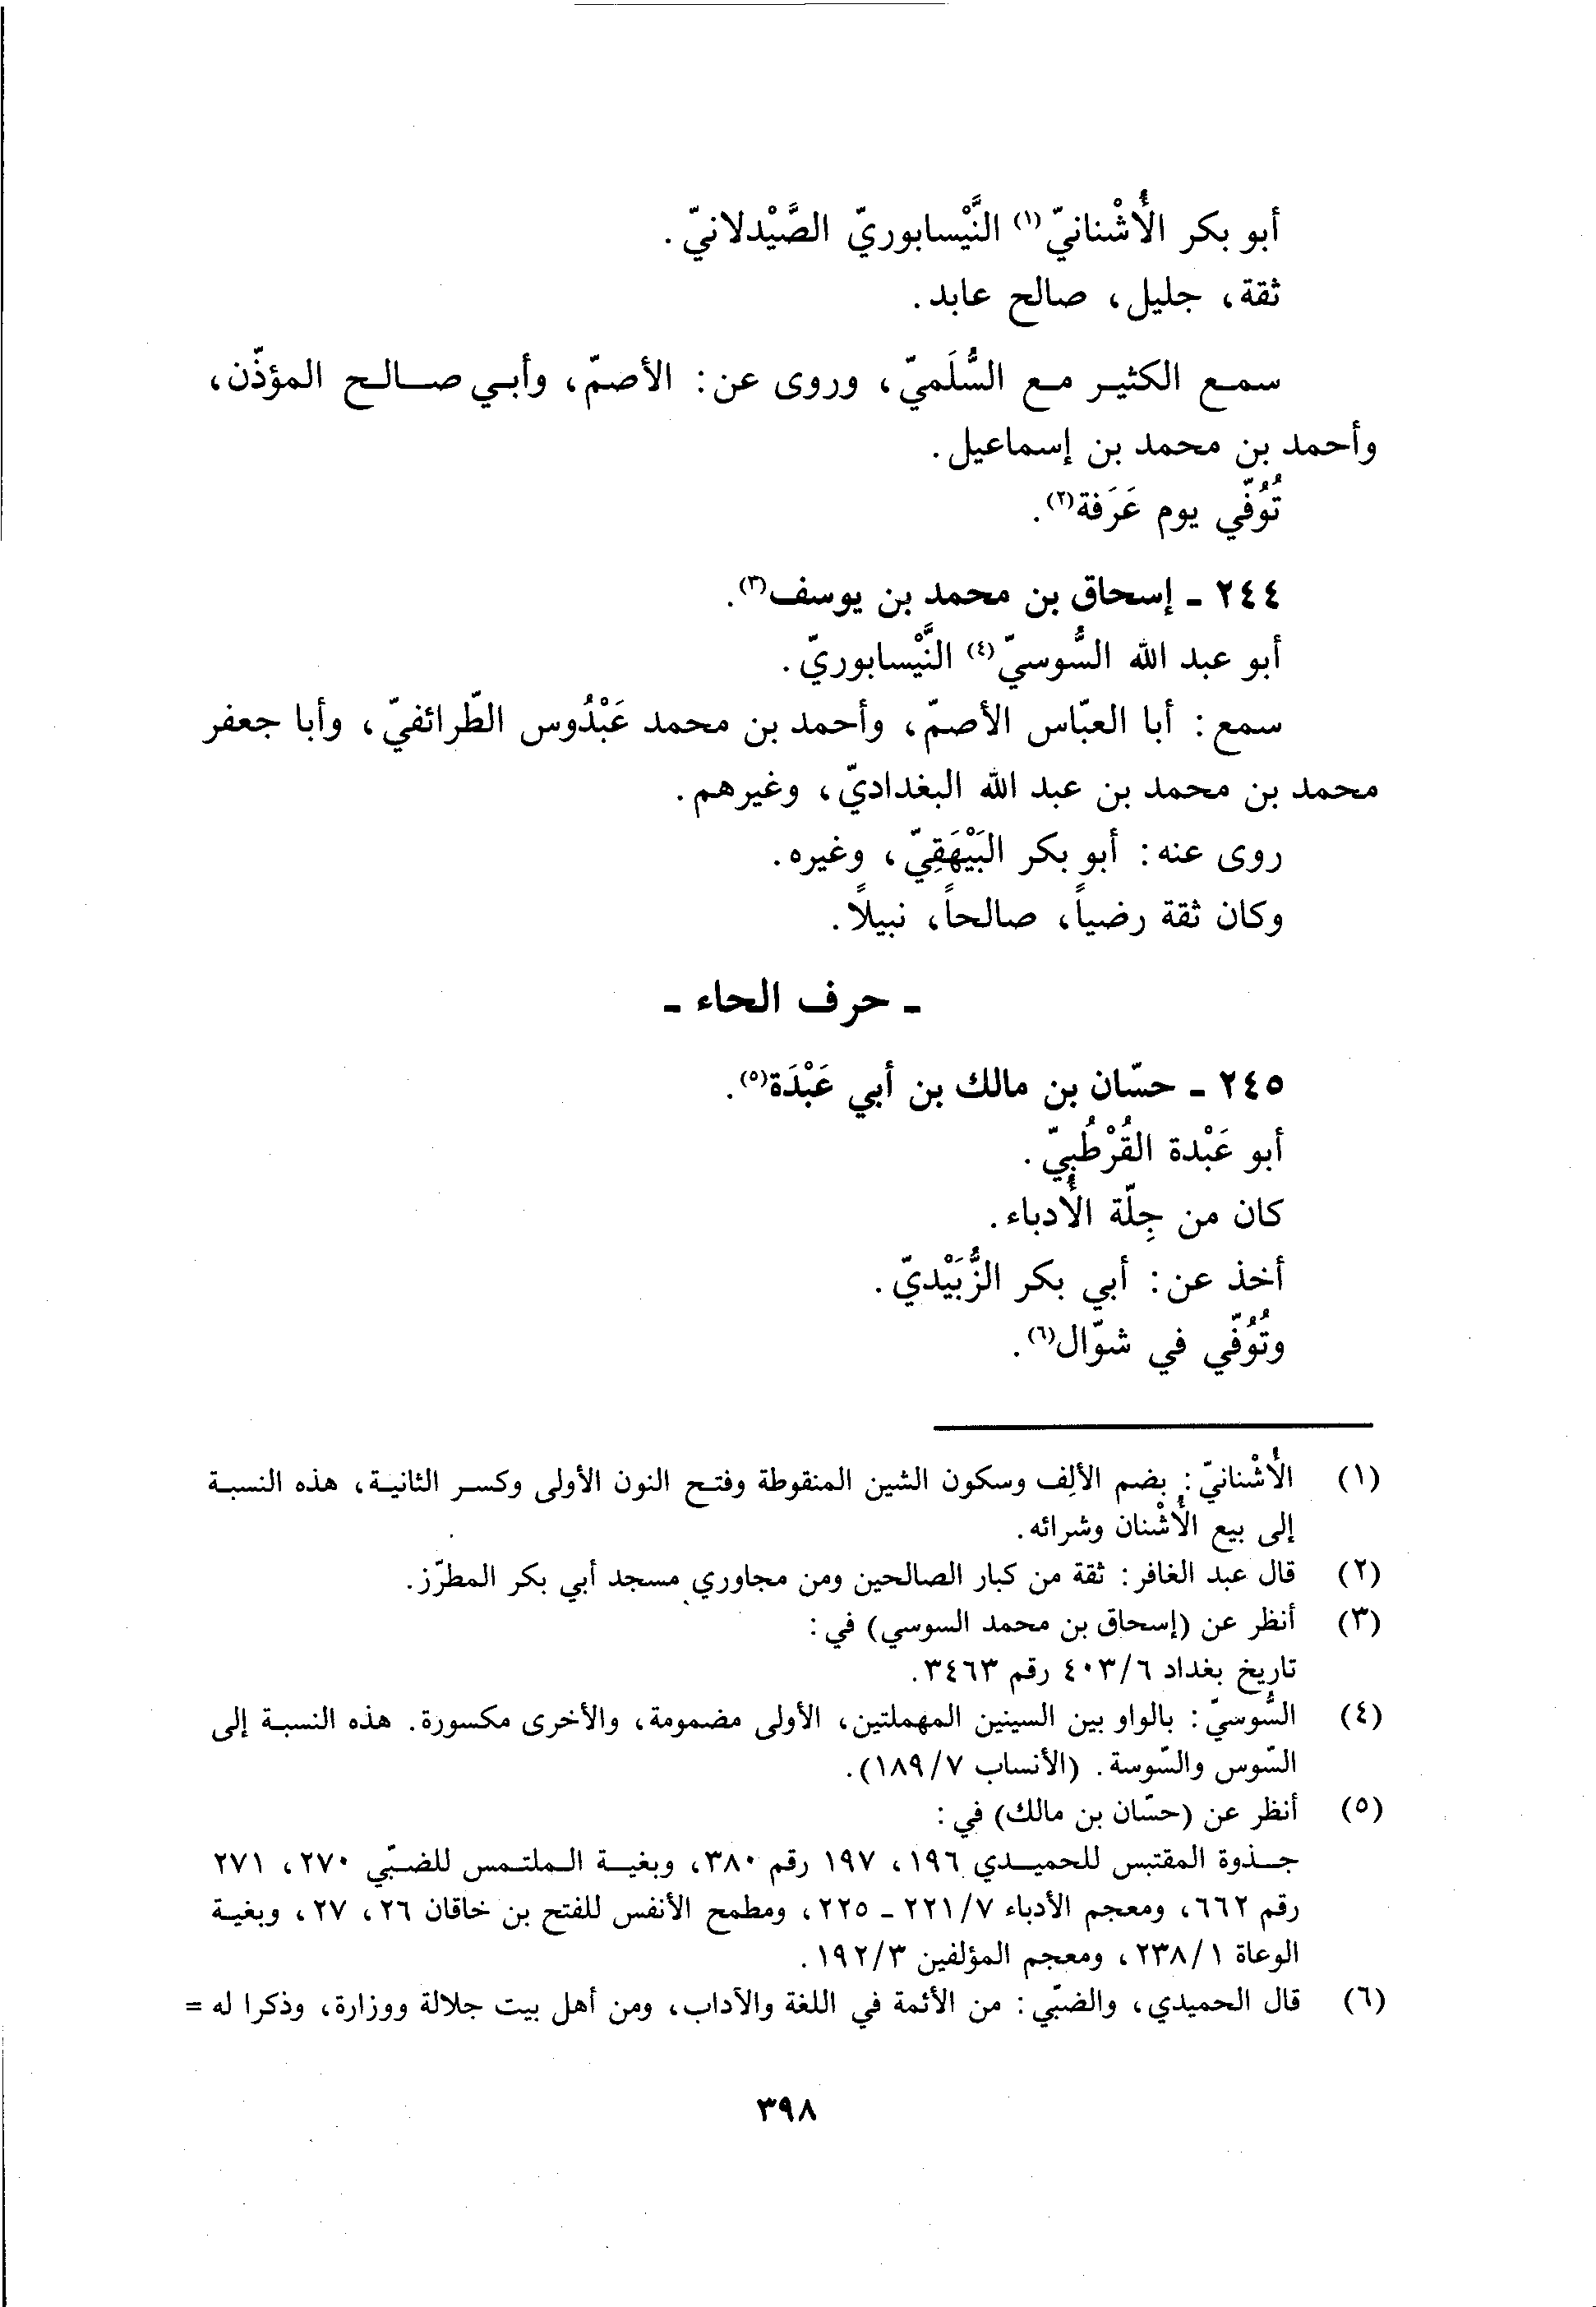 أبو بكر الأُشْنانيّ(١) النَّيْسابوريّ الصَّيْدلانيّ.
ثقة، جليل، صالح عابد.
سمع الكثير مع السُّلَميّ، وروى عن: الأصمّ، وأبي صالح المؤذّن،
وأحمد بن محمد بن إسماعيل.
تُوُفّي يوم عَرَفة(٢).
٢٤٤ - إسحاق بن محمد بن يوسف(٣).
أبو عبد الله السُّوسيّ(٤) النَّيْسابوريّ.
سمع: أبا العبّاس الأصمّ، وأحمد بن محمد عَبْدُوس الطّرائفيّ، وأبا جعفر
محمد بن محمد بن عبد الله البغداديّ، وغيرهم.
روى عنه: أبو بكر البَيْهَقِيّ، وغيره.
وكان ثقة رضياً، صالحاً، نبيلاً.
- حرف الحاء -
٢٤٥ - حسّان بن مالك بن أبي عَبْدَة(٥).
أبو عَبْدة القُرْطُبيّ.
كان من جِلّة الأُدباء.
أخذ عن: أبي بكر الزُّبَيْديّ.
وتُوُفّي في شوّال(٦).
(١) الأُشْنانيّ: بضم الألِف وسكون الشين المنقوطة وفتح النون الأولى وكسر الثانية، هذه النسبة
إلى بيع الأُشْنان وشرائه.
(٢) قال عبد الغافر: ثقة من كبار الصالحين ومن مجاوري مسجد أبي بكر المطرّز.
(٣) أنظر عن (إسحاق بن محمد السوسي) في:
تاريخ بغداد ٤٠٣/٦ رقم ٣٤٦٣.
(٤) السُّوسيّ: بالواو بين السينين المهملتين، الأولى مضمومة، والأخرى مكسورة. هذه النسبة إلى
السّوس والسّوسة. (الأنساب ١٨٩/٧).
(٥) أنظر عن (حسّان بن مالك) في:
جذوة المقتبس للحميدي ١٩٦، ١٩٧ رقم ٣٨٠، وبغية الملتمس للضبّي ٢٧٠، ٢٧١
رقم ٦٦٢، ومعجم الأدباء ٢٢١/٧ - ٢٢٥، ومطمح الأنفس للفتح بن خاقان ٢٦، ٢٧، وبغية
الوعاة ٢٣٨/١، ومعجم المؤلفين ١٩٢/٣.
(٦) قال الحميدي، والضبّي: من الأئمة في اللغة والأداب، ومن أهل بيت جلالة ووزارة، وذكرا له =
٣٩٨